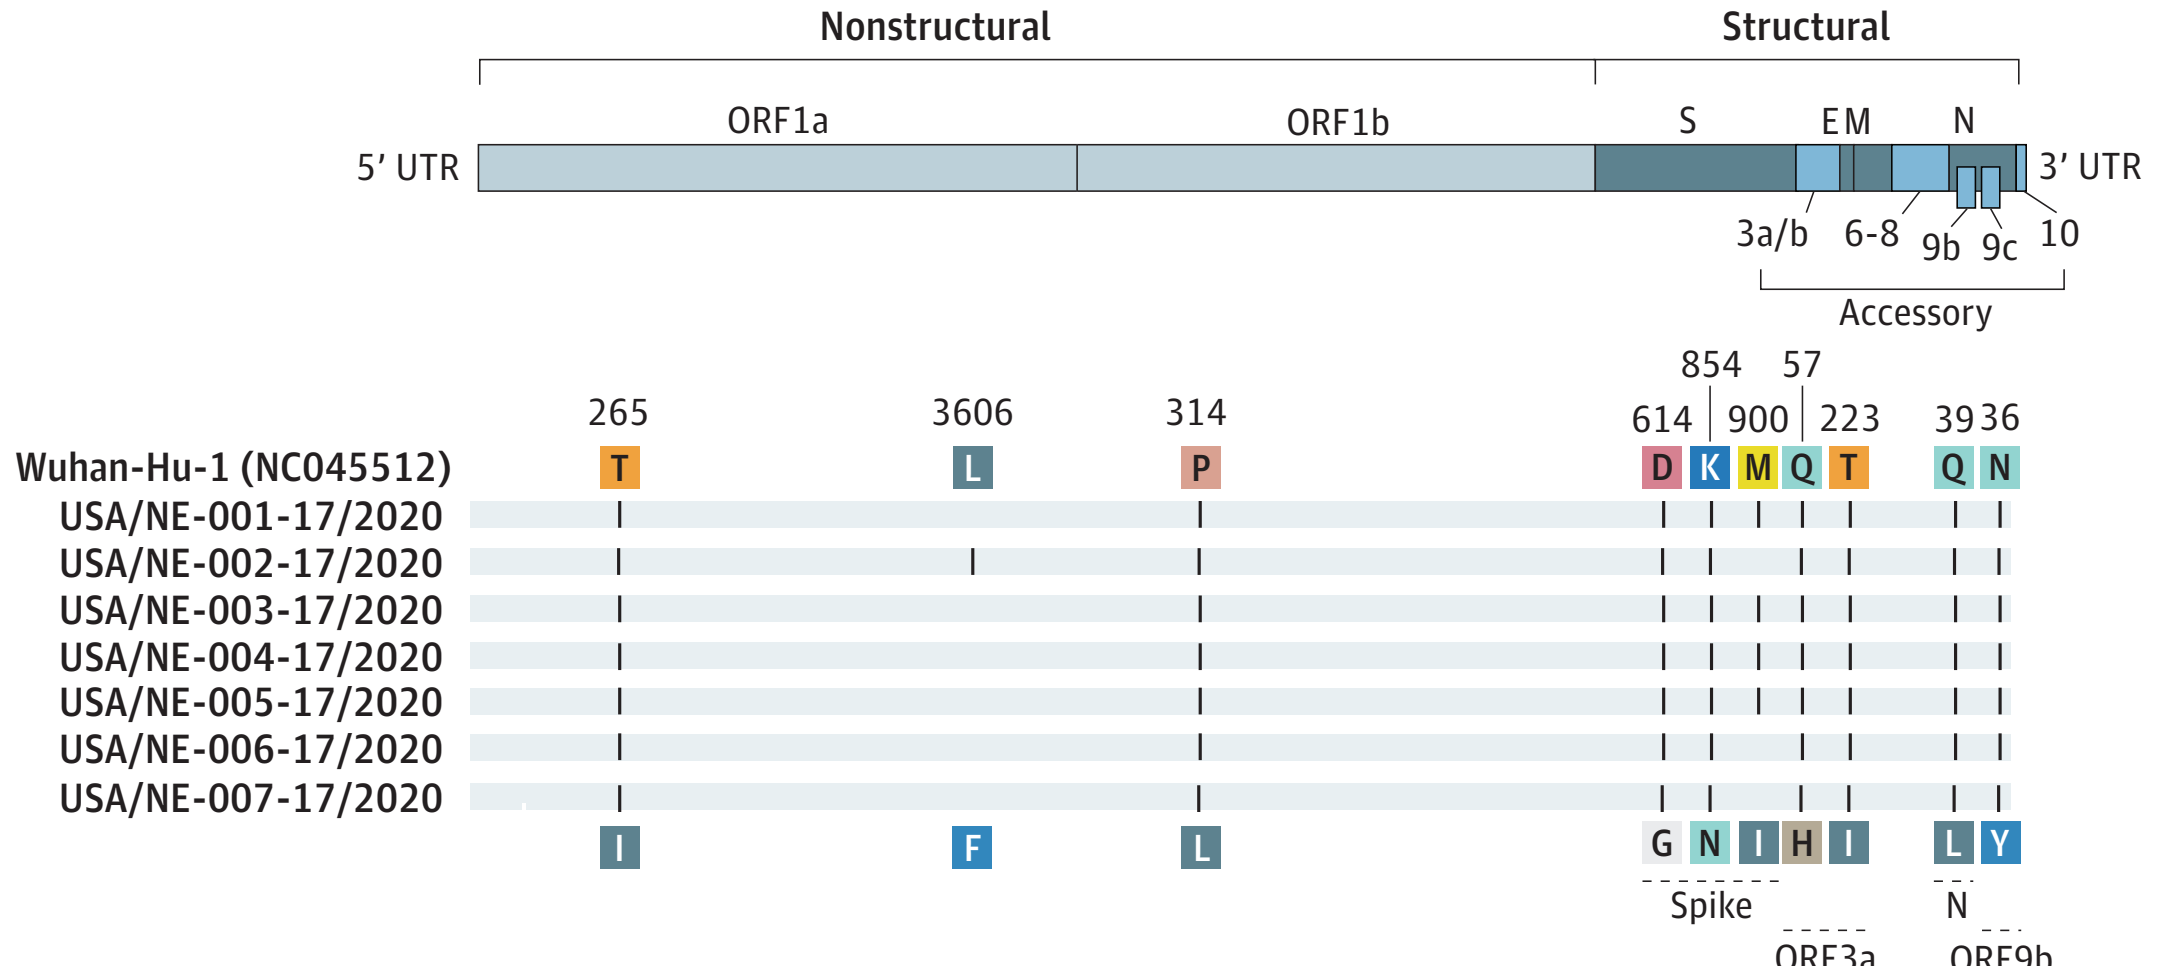 Nonstructural Structural
ORF1a ORF1b S E M N
5′ UTR 3′ UTR
3a/b 6-8 9b 9c 10
Accessory
854 57
265 3606 314 614 900 223 39 36
Wuhan-Hu-1 (NC045512) T L P D K M Q T Q N
USA/NE-001-17/2020
USA/NE-002-17/2020
USA/NE-003-17/2020
USA/NE-004-17/2020
USA/NE-005-17/2020
USA/NE-006-17/2020
USA/NE-007-17/2020
I F L G N I H I L Y
Spike N
ORF3a ORF9b